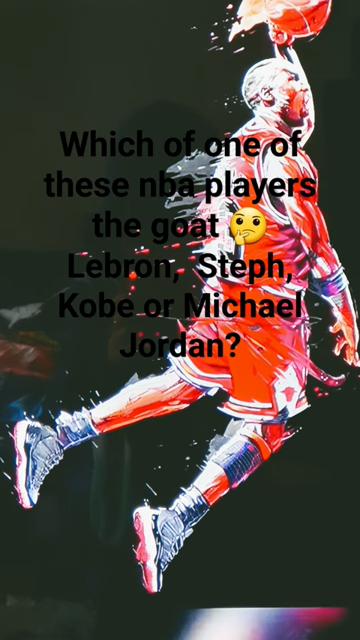 Which of one of
these nba players
the goat 🤔
Lebron,  Steph,
Kobe or Michael
Jordan?